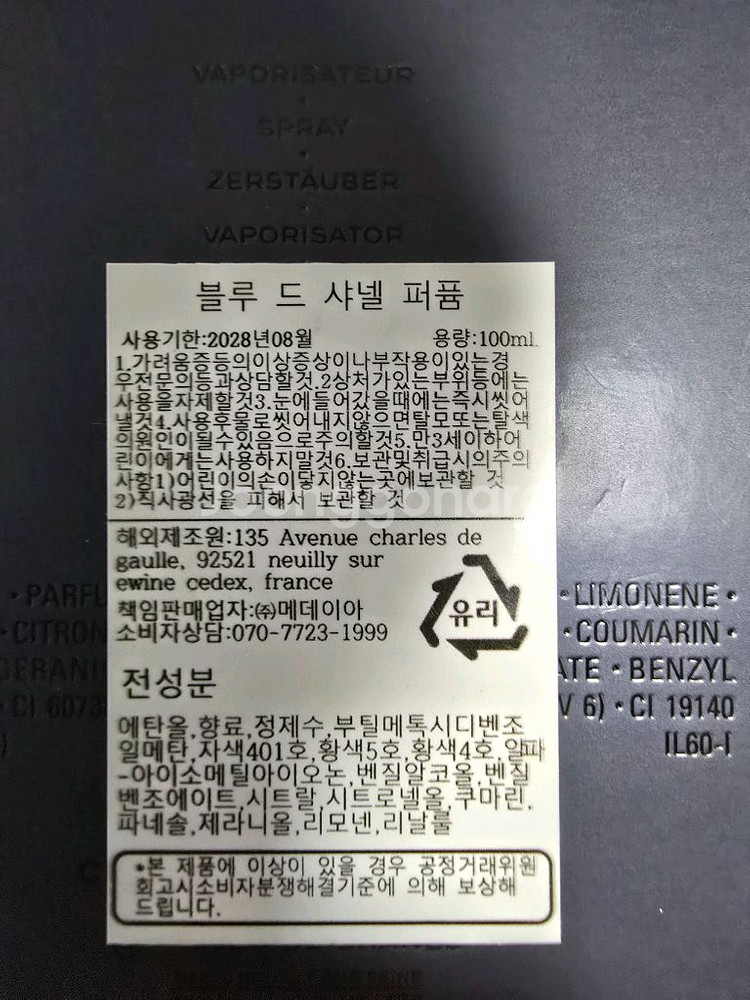 VAPORISATEUR
SPRAY
ZERSTÄUBER
VAPORISATOR
블루 드 샤넬 퍼퓸
사용기한:2028년08월 용량:100ml.
1.가려움증등의이상증상이나부작용이있는경
우전문의등과상담할것.2상처가있는부위등에는
사용을자제할것3.눈에들어갔을때에는즉시씻어
낼것4.사용후물로씻어내지않으면탈모또는탈색
의원인이될수있음으로주의할것5.만3세이하어
린이에게는사용하지말것6.보관및취급시의주의
사항1)어린이의손이닿지않는곳에보관할 것
2)직사광선을 피해서 보관할 것
해외제조원:135 Avenue charles de
gaulle, 92521 neuilly sur
ewine cedex, france
책임판매업자:㈜메데이아
소비자상담:070-7723-1999
유리
전성분
에탄올,향료,정제수,부틸메톡시디벤조
일메탄,자색401호,황색5호,황색4호,알파
-아이소메틸아이오논,벤질알코올,벤질
벤조에이트,시트랄,시트로넬올,쿠마린,
파네솔,제라니올,리모넨,리날룰
•본 제품에 이상이 있을 경우 공정거래위원
회고시소비자분쟁해결기준에 의해 보상해
드립니다.
• PARFU
• LIMONENE •
• CITRON
• COUMARIN •
GERANI
ATE • BENZYL
• CI 6073
V 6) • CI 19140
)
IL60-I